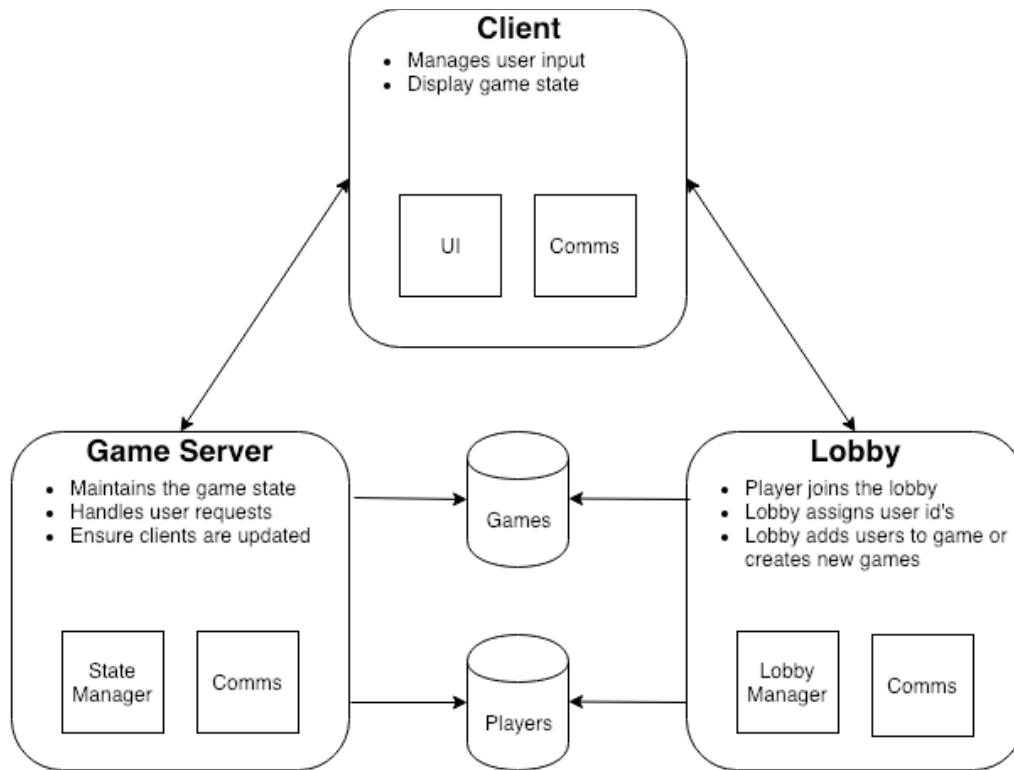 Client
• Manages user input
• Display game state
UI
Comms
Game Server
• Maintains the game state
• Handles user requests
• Ensure clients are updated
State
Manager
Comms
Games
Players
Lobby
• Player joins the lobby
• Lobby assigns user id's
• Lobby adds users to game or
creates new games
Lobby
Manager
Comms